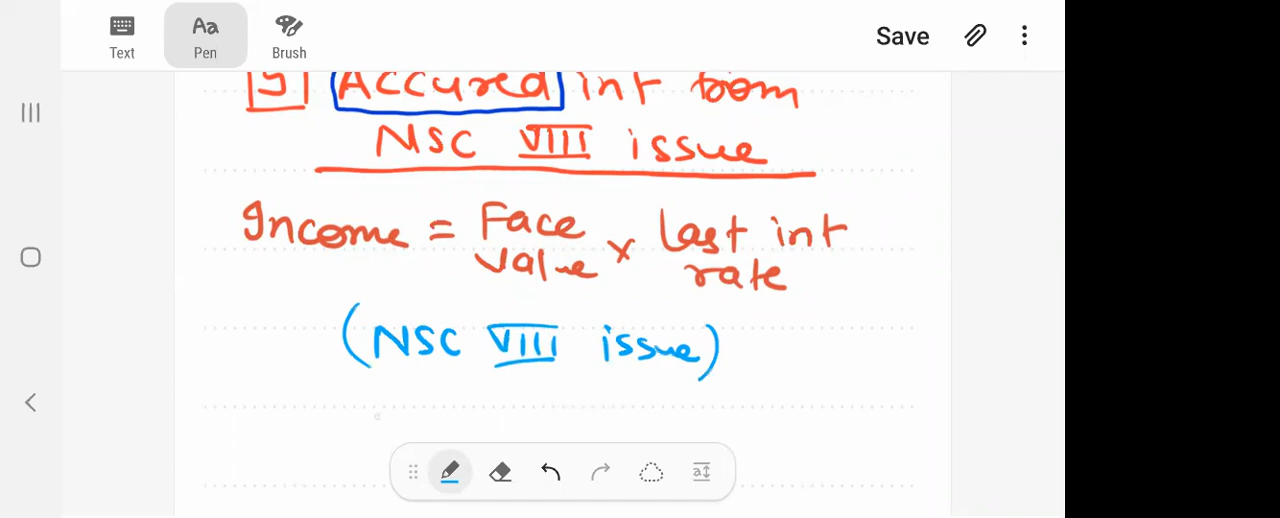 Save
Text Pen Brush
Accured int from
NSC VIII issue
Income = Face value x last int rate
(NSC VIII issue)